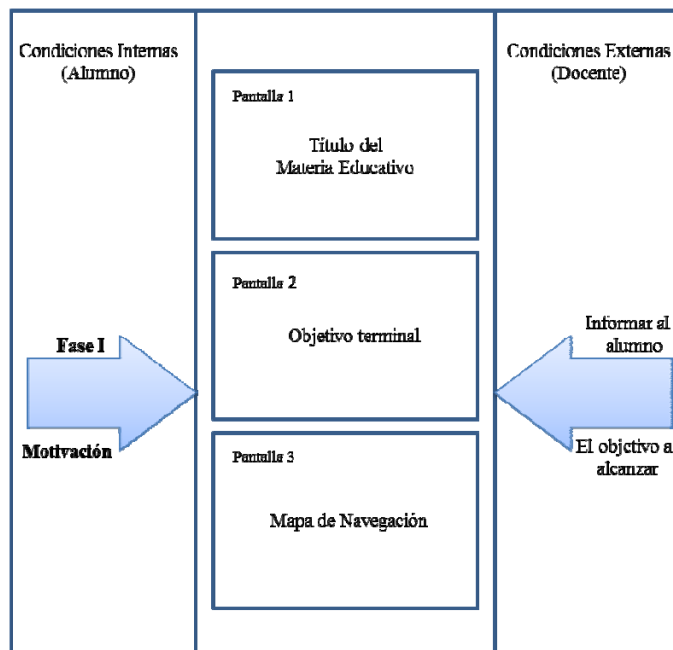 Condiciones Internas
(Alumno)
Condiciones Externas
(Docente)
Pantalla 1
Título del
Materia Educativo
Pantalla 2
Objetivo terminal
Fase I
Motivación
Informar al
alumno
El objetivo a
alcanzar
Pantalla 3
Mapa de Navegación